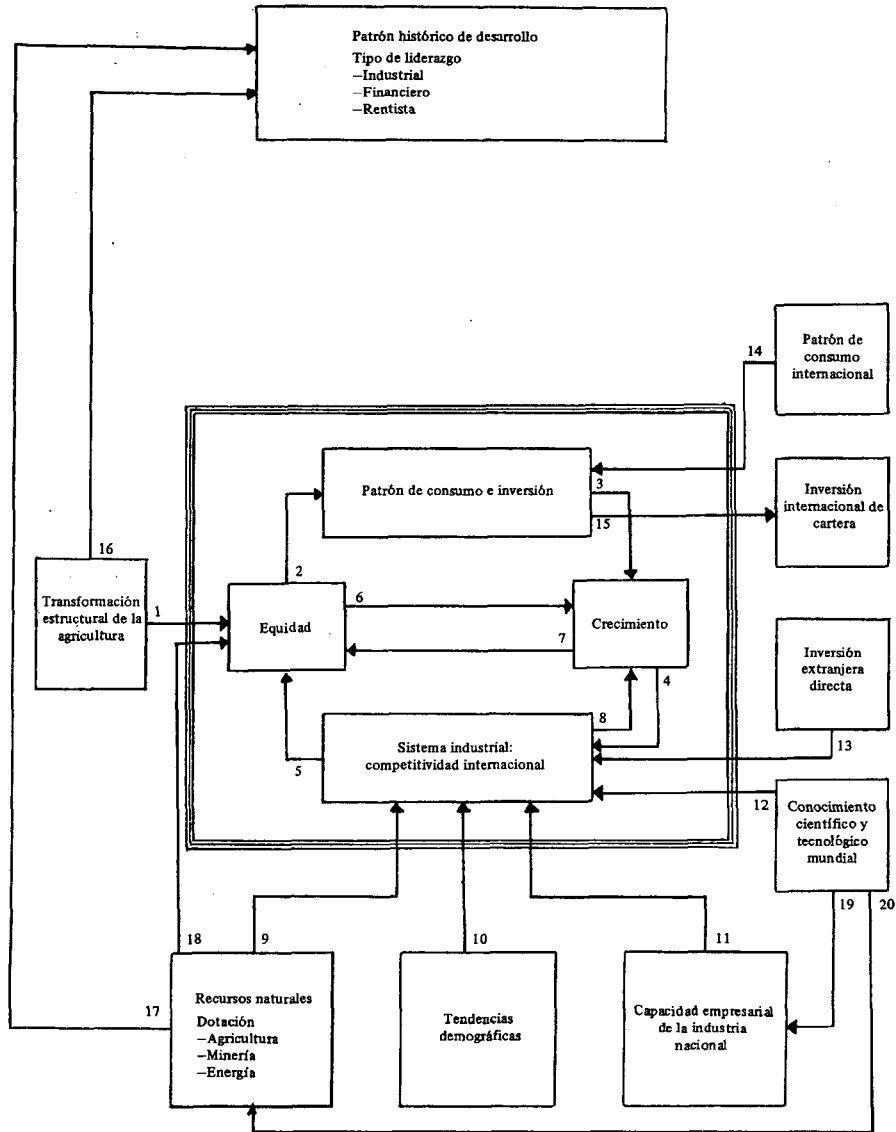 Patrón histórico de desarrollo
Tipo de liderazgo
—Industrial
—Financiero
—Rentista
14
Patrón de
consumo
internacional
Patrón de consumo e inversión
3
15
Inversión
internacional de
cartera
16
Transformación
estructural de la
agricultura
1
2
Equidad
6
7
Crecimiento
4
Inversión
extranjera
directa
13
5
Sistema industrial:
competitividad internacional
8
12
Conocimiento
científico y
tecnológico
mundial
19
20
18
9
10
11
17
Recursos naturales
Dotación
—Agricultura
—Minería
—Energía
Tendencias
demográficas
Capacidad empresarial
de la industria
nacional